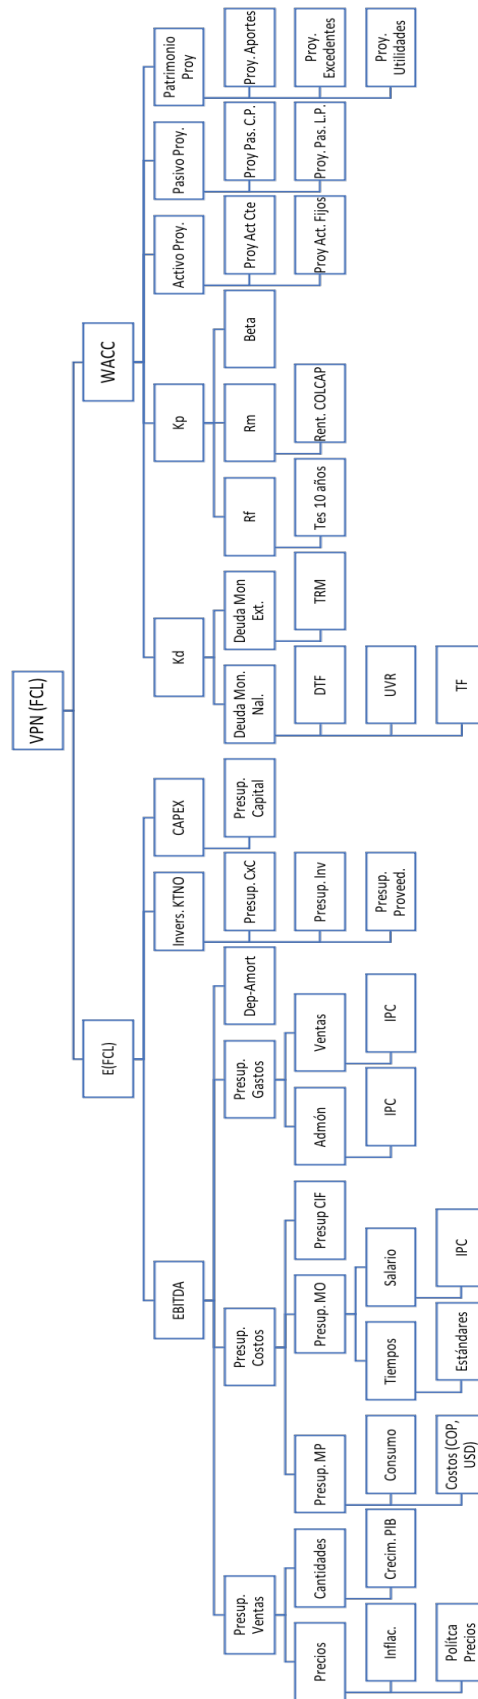 VPN (FCL)
E(FCL)
WACC
EBITDA
Invers. KTNO
CAPEX
Kd
Kp
Activo Proy.
Pasivo Proy.
Patrimonio
Proy
Presup.
Ventas
Presup.
Costos
Presup.
Gastos
Dep-Amort
Presup. CxC
Presup.
Capital
Deuda Mon.
Nal.
Deuda Mon
Ext.
Rf
Rm
Beta
Proy Act Cte
Proy Pas. C.P.
Proy. Aportes
Precios
Cantidades
Presup. MP
Presup. MO
Presup CIF
Admón
Ventas
Presup. Inv
DTF
TRM
Tes 10 años
Rent. COLCAP
Proy Act. Fijos
Proy. Pas. L.P.
Proy.
Excedentes
Inflac.
Crecim. PIB
Consumo
Tiempos
Salario
IPC
IPC
Presup.
Proveed.
UVR
Proy.
Utilidades
Polítca
Precios
Costos (COP,
USD)
Estándares
IPC
TF